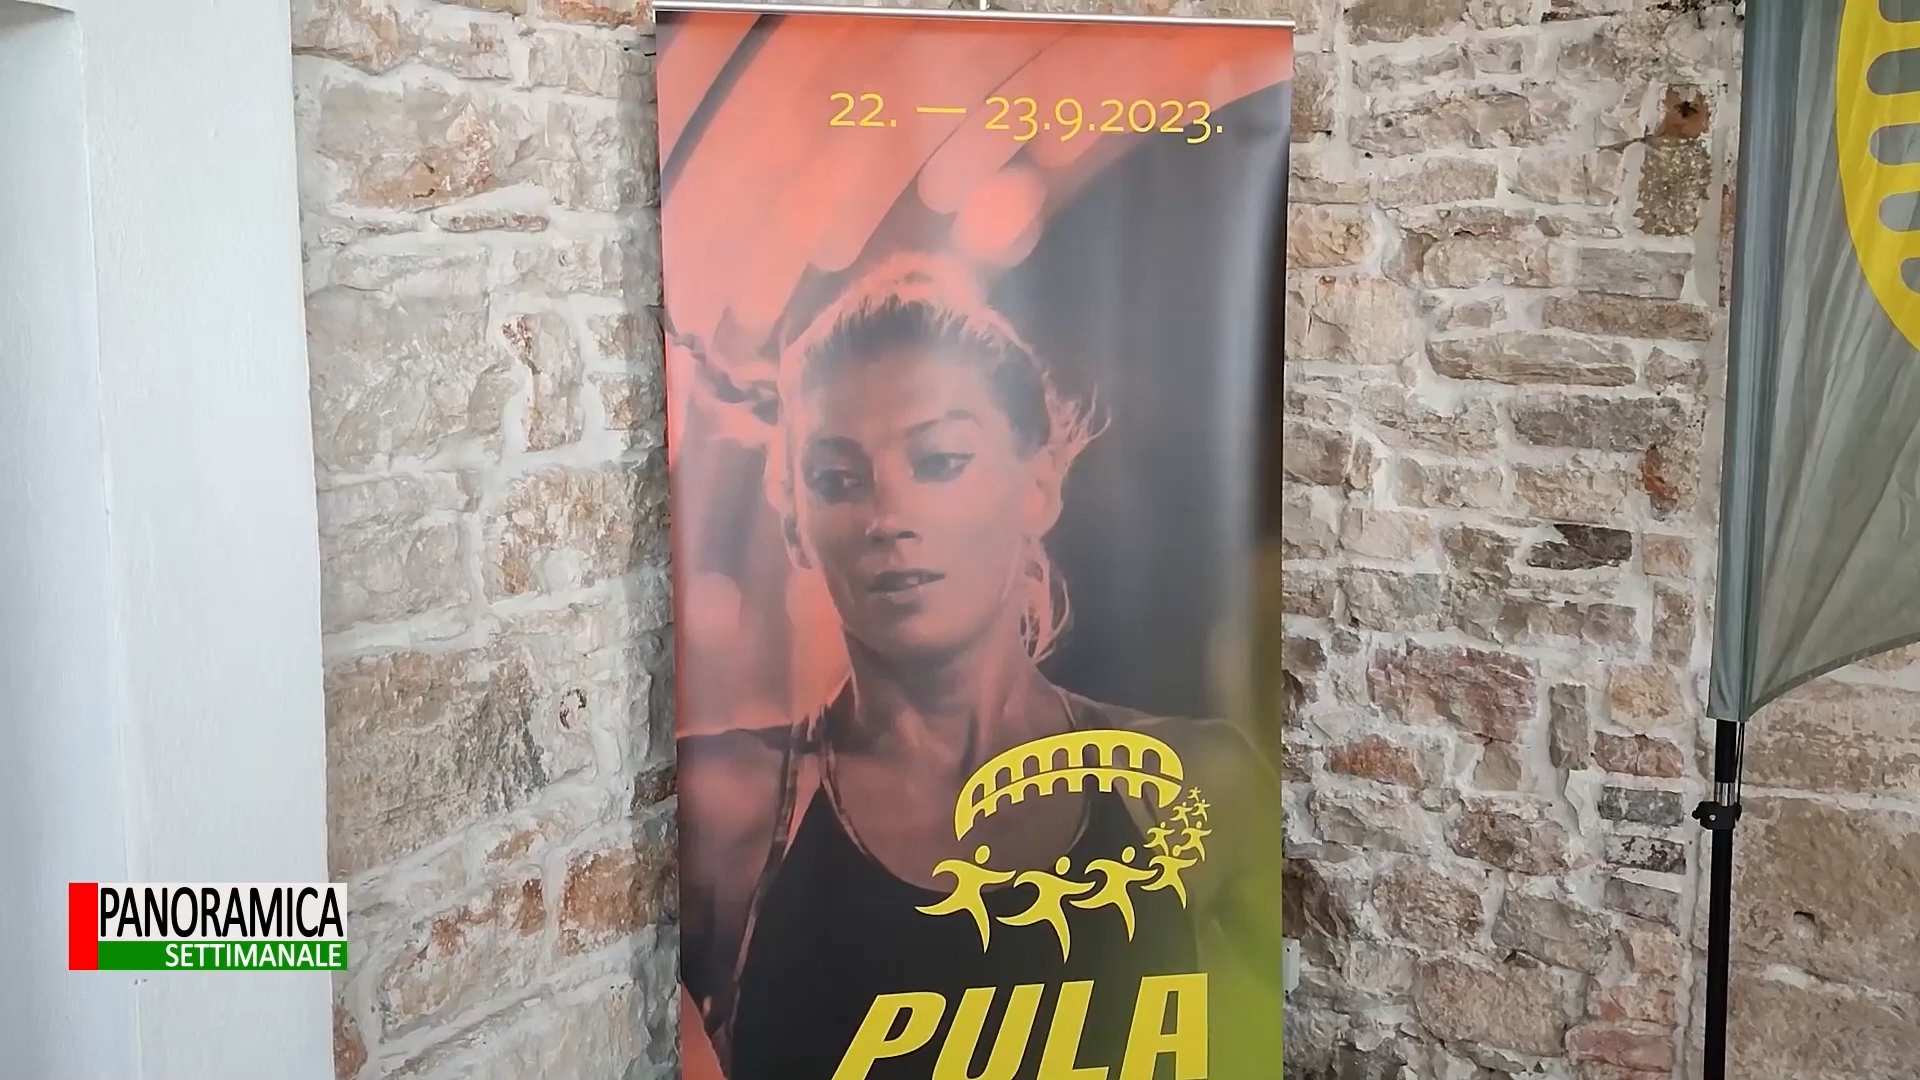 22. — 23.9.2023.
PULA
PANORAMICA
SETTIMANALE